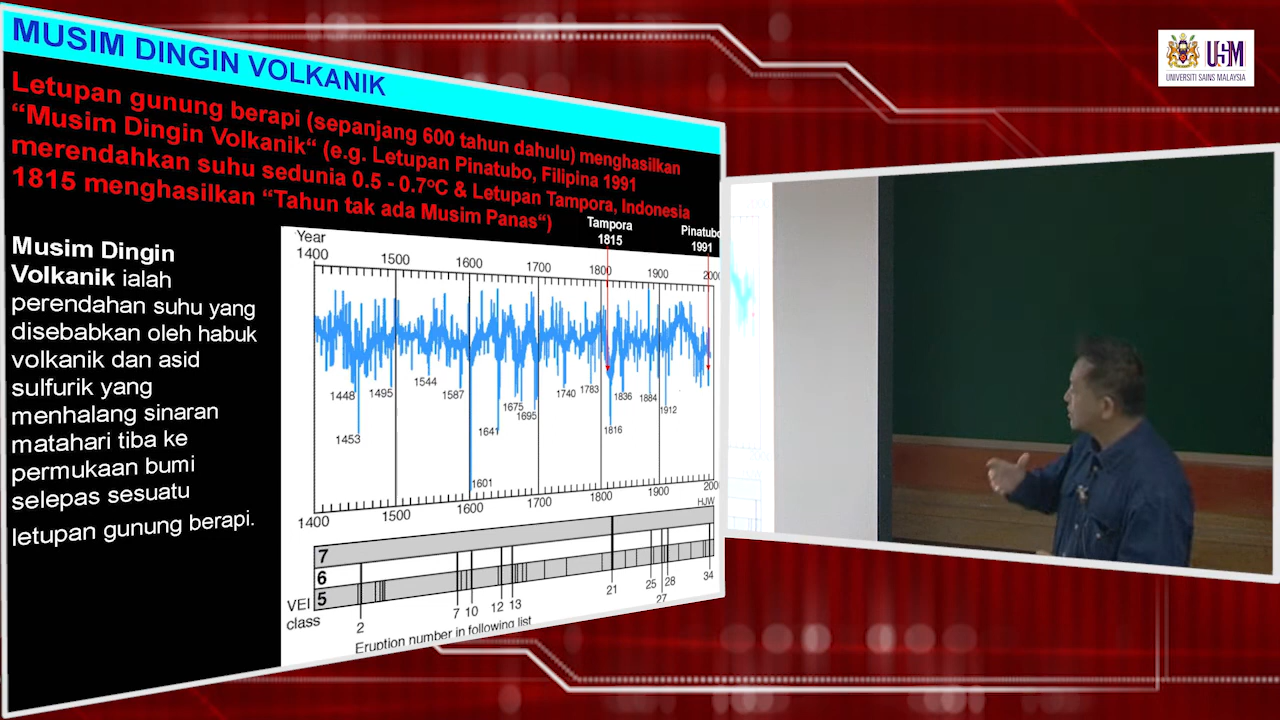 MUSIM DINGIN VOLKANIK
Letupan gunung berapi (sepanjang 600 tahun dahulu) menghasilkan
“Musim Dingin Volkanik“ (e.g. Letupan Pinatubo, Filipina 1991
merendahkan suhu sedunia 0.5 - 0.7°C & Letupan Tampora, Indonesia
1815 menghasilkan “Tahun tak ada Musim Panas“)
Musim Dingin
Volkanik ialah
perendahan suhu yang
disebabkan oleh habuk
volkanik dan asid
sulfurik yang
menhalang sinaran
matahari tiba ke
permukaan bumi
selepas sesuatu
letupan gunung berapi.
Tampora
1815
Pinatubo
1991
Year
1400 1500 1600 1700 1800 1900 2000
1448 1495 1544 1587 1675 1695 1740 1783 1836 1884 1912
1453 1641 1816
1601
1400 1500 1600 1700 1800 1900 200
HJW
7
6
5
VEI
class
2 7 10 12 13 21 25 27 28 34
Eruption number in following list
USM
UNIVERSITI SAINS MALAYSIA